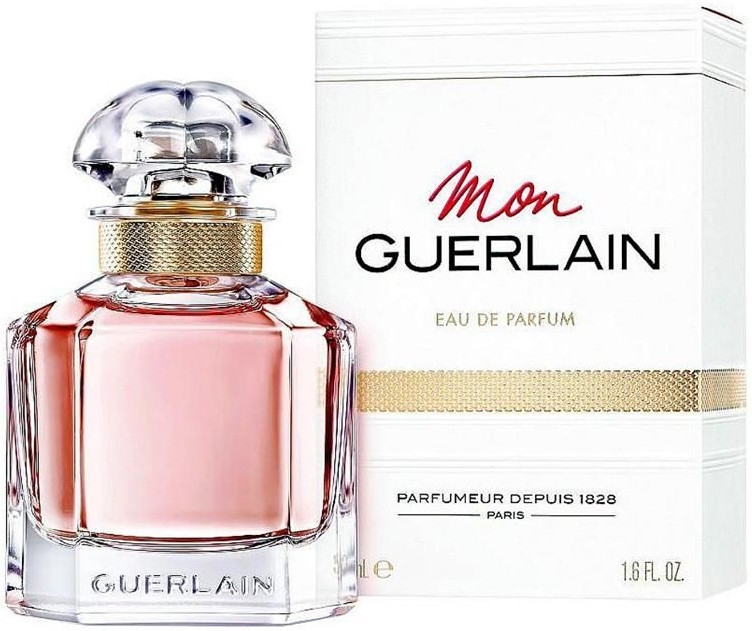 Mon
GUERLAIN
EAU DE PARFUM
PARFUMEUR DEPUIS 1828
PARIS
℮ 1.6 FL. OZ.
GUERLAIN